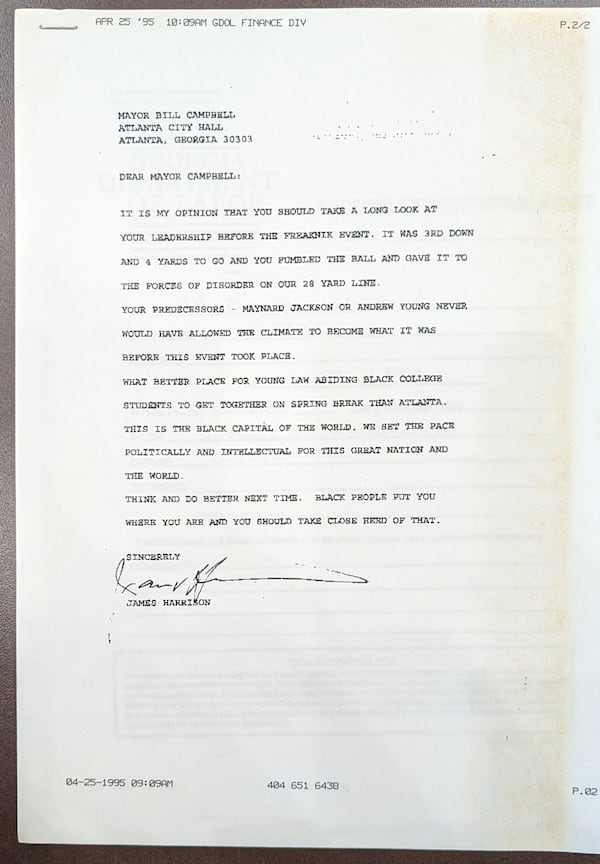 APR 25 '95 10:09AM GDOL FINANCE DIV P.2/2
MAYOR BILL CAMPBELL
ATLANTA CITY HALL
ATLANTA, GEORGIA 30303
DEAR MAYOR CAMPBELL:
IT IS MY OPINION THAT YOU SHOULD TAKE A LONG LOOK AT
YOUR LEADERSHIP BEFORE THE FREAKNIK EVENT. IT WAS 3RD DOWN
AND 4 YARDS TO GO AND YOU FUMBLED THE BALL AND GAVE IT TO
THE FORCES OF DISORDER ON OUR 28 YARD LINE.
YOUR PREDECESSORS - MAYNARD JACKSON OR ANDREW YOUNG NEVER
WOULD HAVE ALLOWED THE CLIMATE TO BECOME WHAT IT WAS
BEFORE THIS EVENT TOOK PLACE.
WHAT BETTER PLACE FOR YOUNG LAW ABIDING BLACK COLLEGE
STUDENTS TO GET TOGETHER ON SPRING BREAK THAN ATLANTA.
THIS IS THE BLACK CAPITAL OF THE WORLD. WE SET THE PACE
POLITICALLY AND INTELLECTUAL FOR THIS GREAT NATION AND
THE WORLD.
THINK AND DO BETTER NEXT TIME. BLACK PEOPLE PUT YOU
WHERE YOU ARE AND YOU SHOULD TAKE CLOSE HEED OF THAT.
SINCERELY
JAMES HARRISON
04-25-1995 09:09AM 404 651 6438 P.02